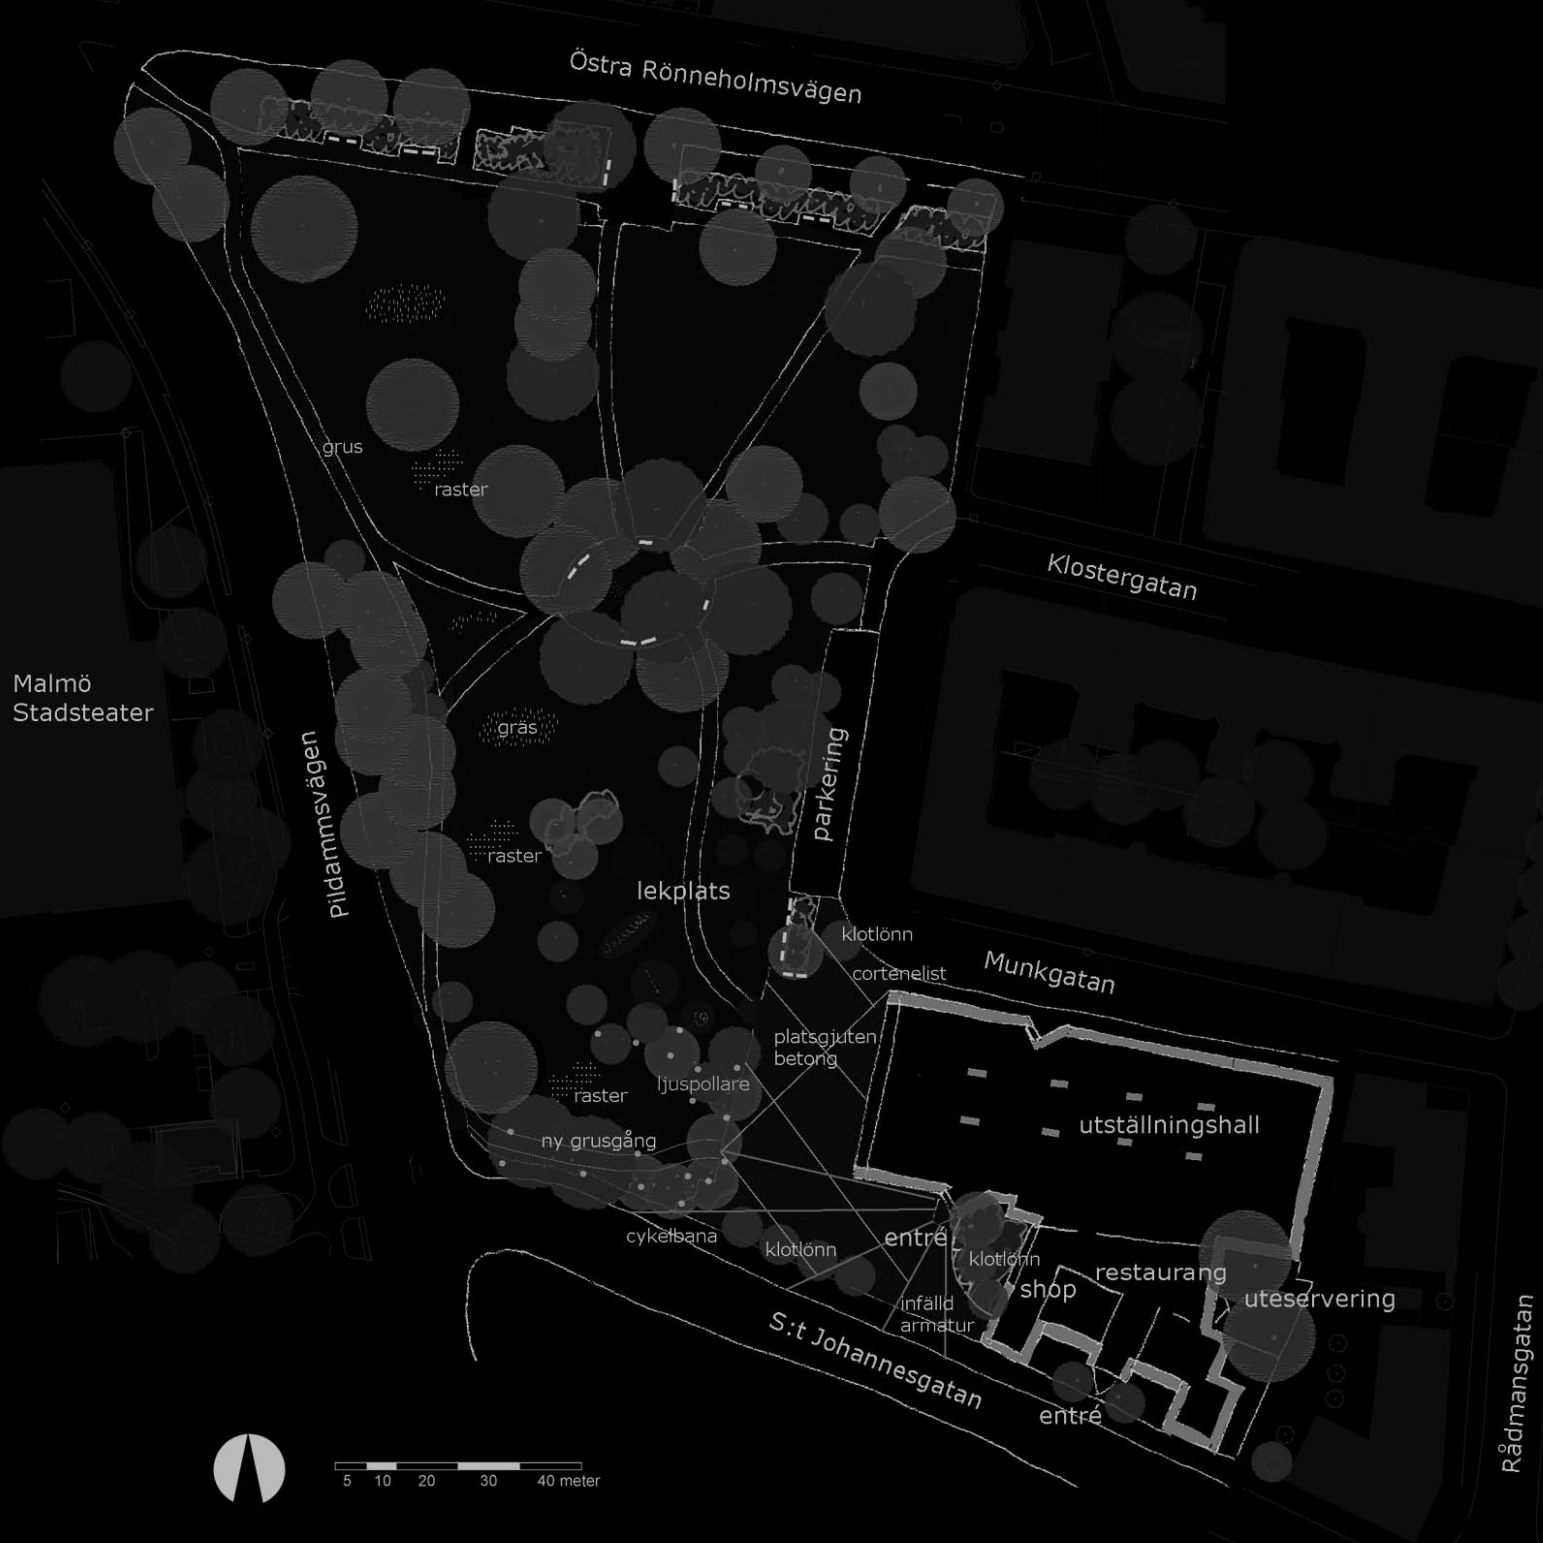 Östra Rönneholmsvägen
grus
raster
Klostergatan
Malmö
Stadsteater
gräs
Pildammsvägen
parkering
raster
lekplats
klotlönn
Munkgatan
cortenelist
platsgjuten
betong
ljuspollare
raster
utställningshall
ny grusgång
cykelbana
klotlönn
entré
klotlönn
restaurang
shop
uteservering
infälld
armatur
S:t Johannesgatan
entré
Rådmansgatan
5 10 20 30 40 meter